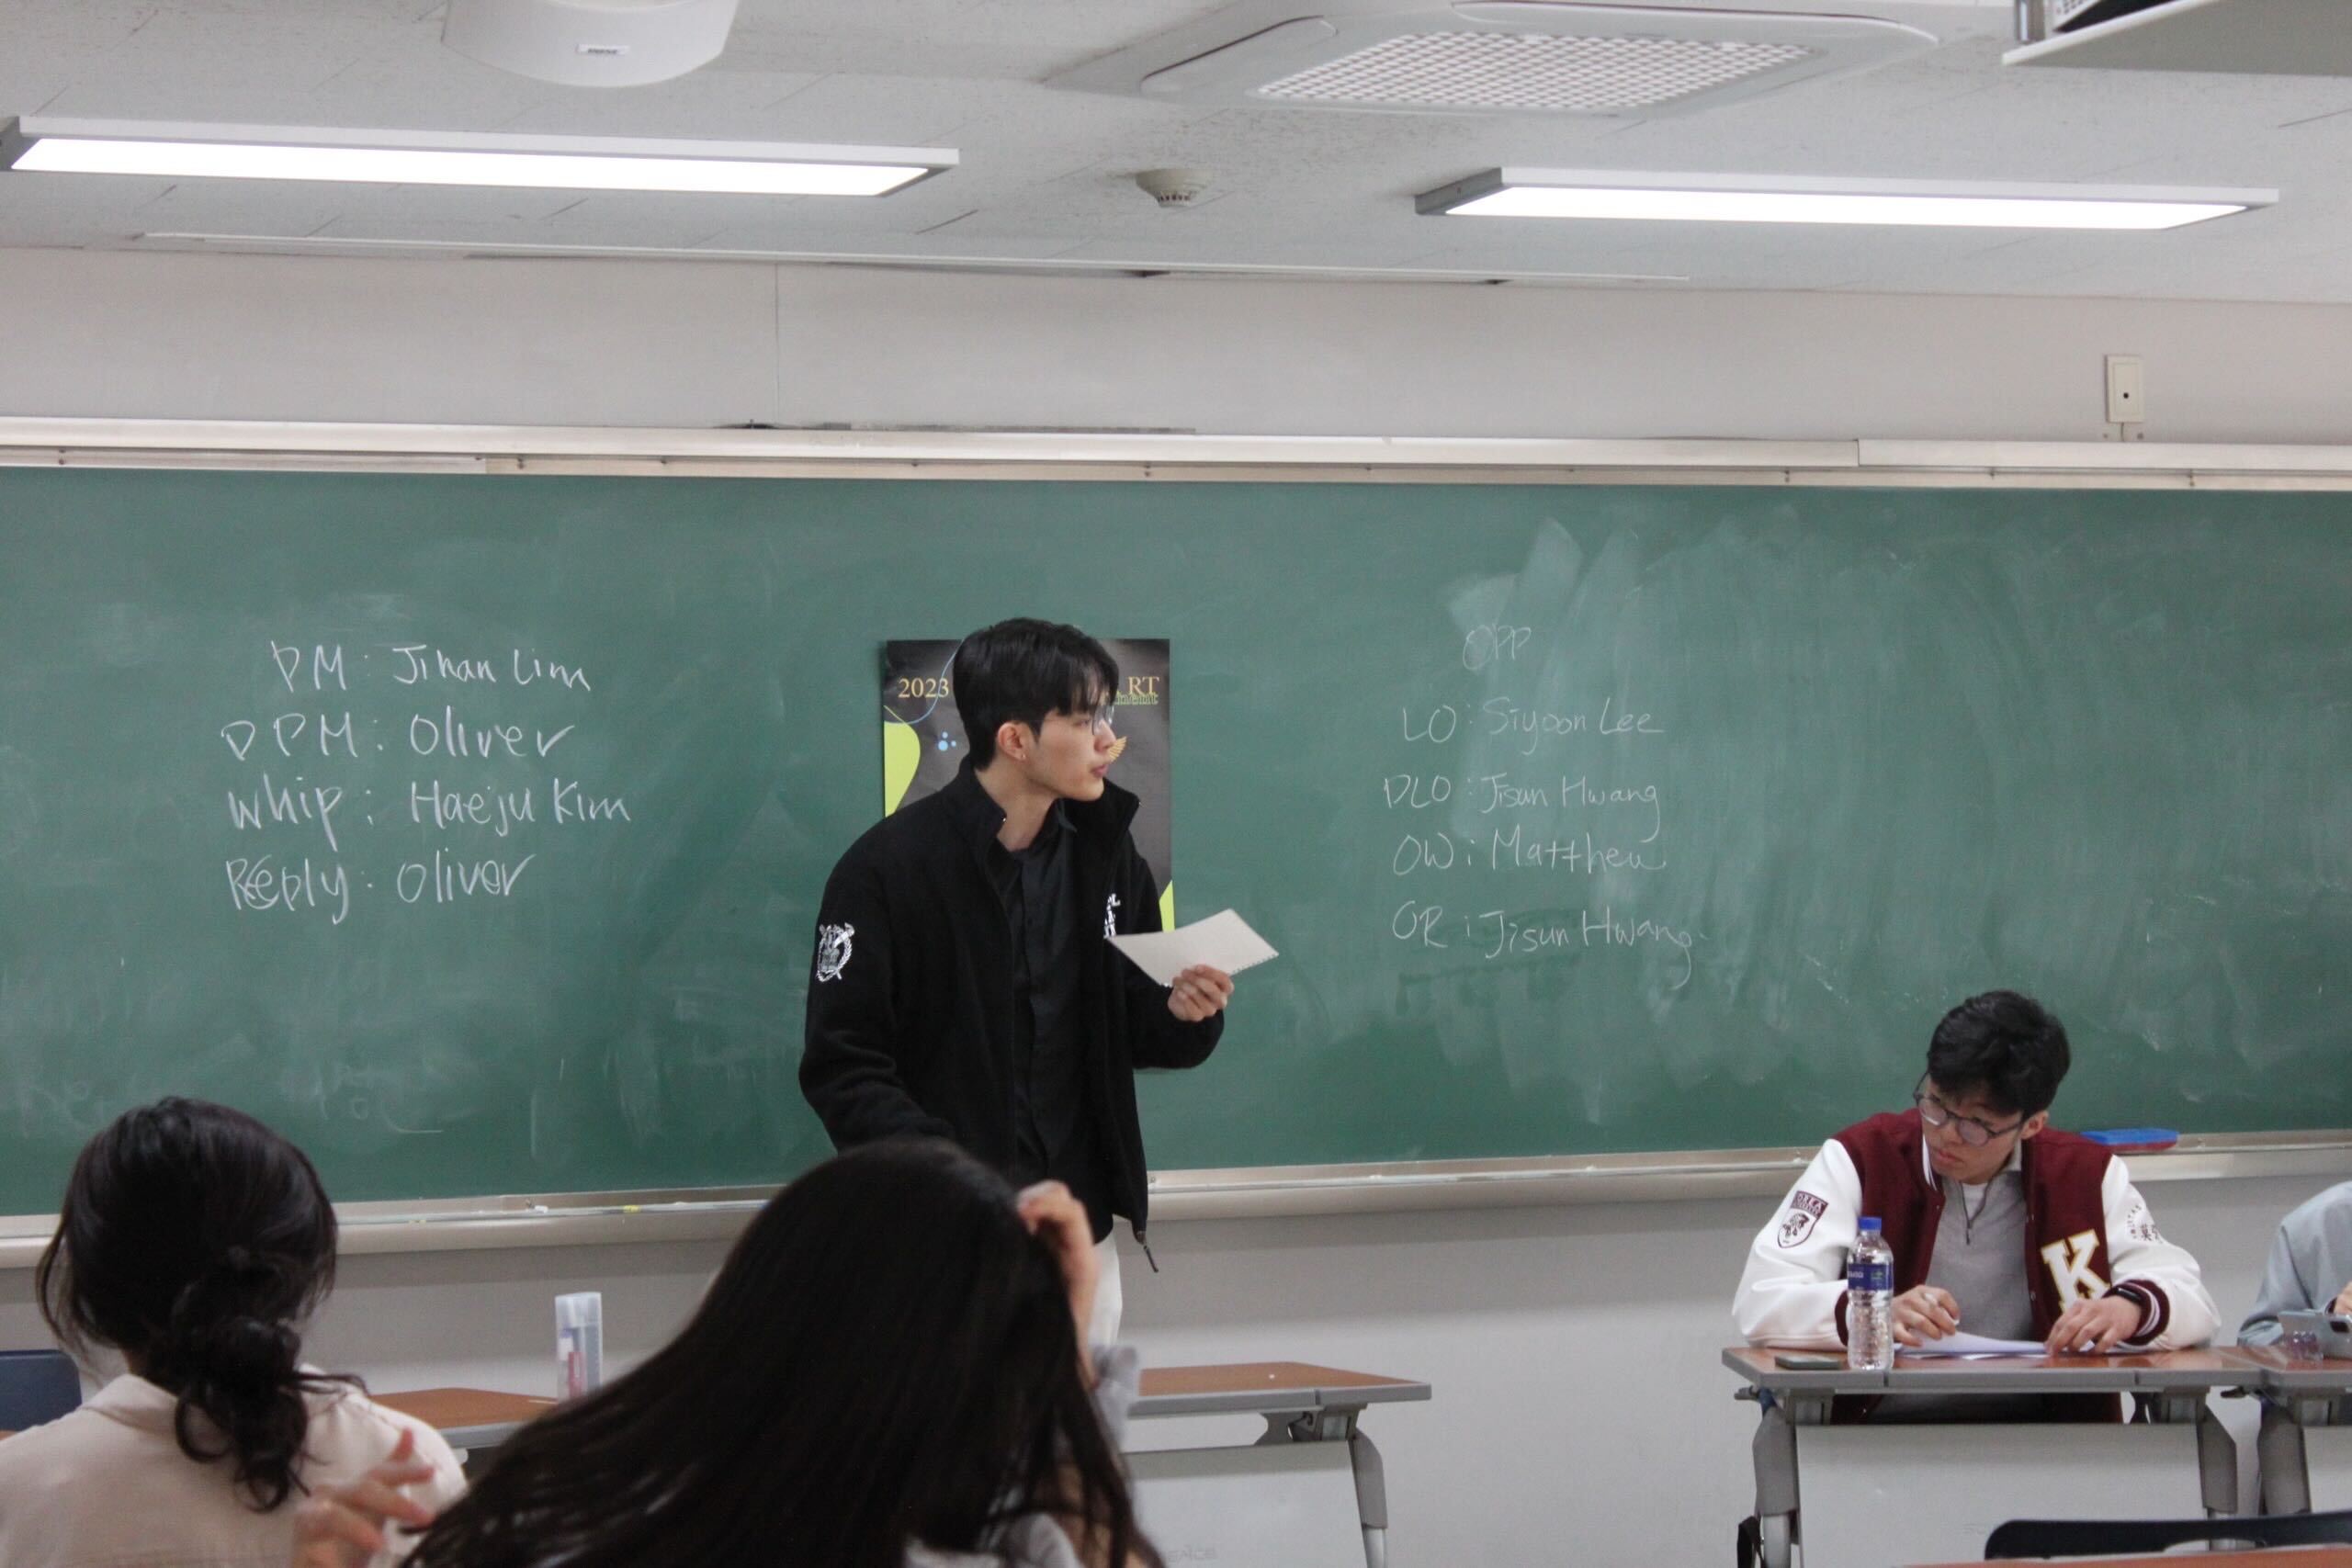 PM: Jihan Lim
DPM: Oliver
Whip: Haeju Kim
Reply: Oliver
2023
RT
OPP
LO: Siyoon Lee
DLO: Jisun Hwang
OW: Matthew
OR: Jisun Hwang
K